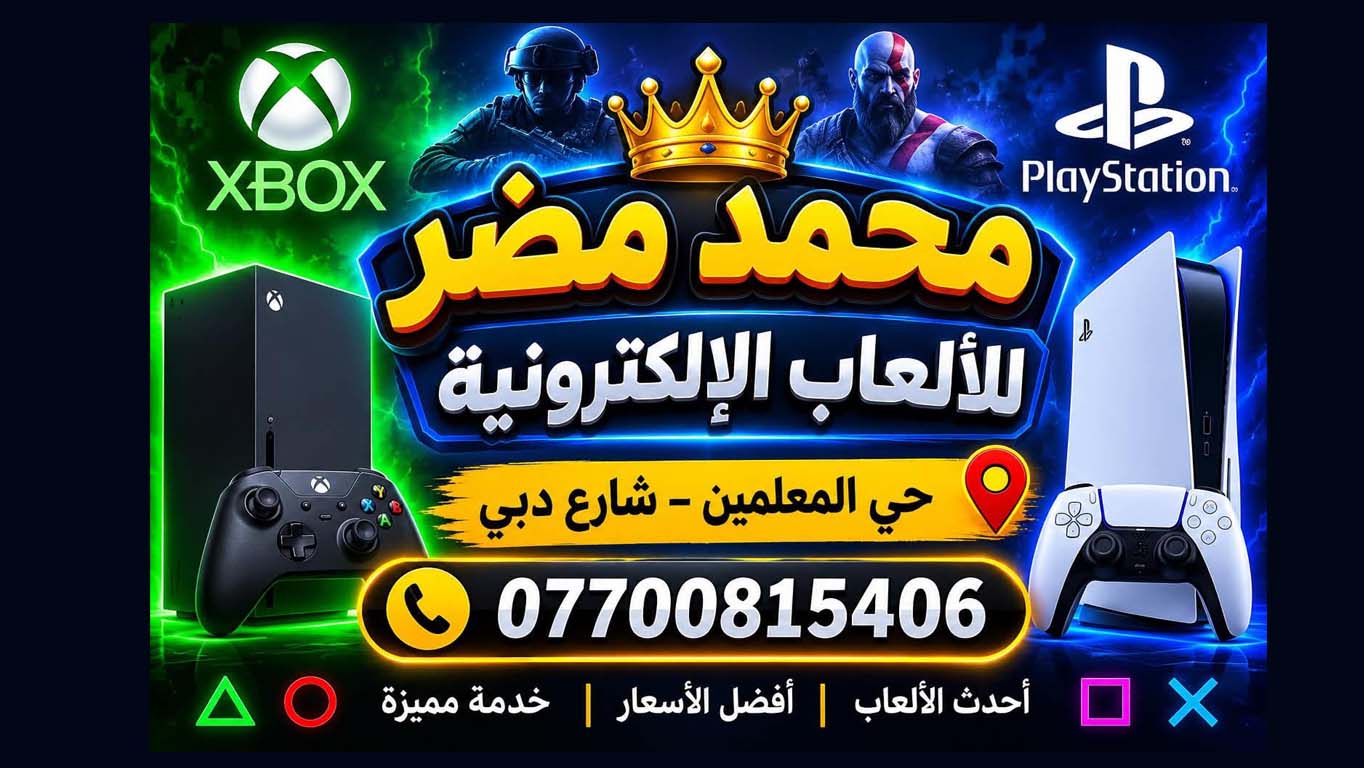 XBOX
PlayStation
محمد مضر
للألعاب الإلكترونية
حي المعلمين - شارع دبي
07700815406
أحدث الألعاب | أفضل الأسعار | خدمة مميزة